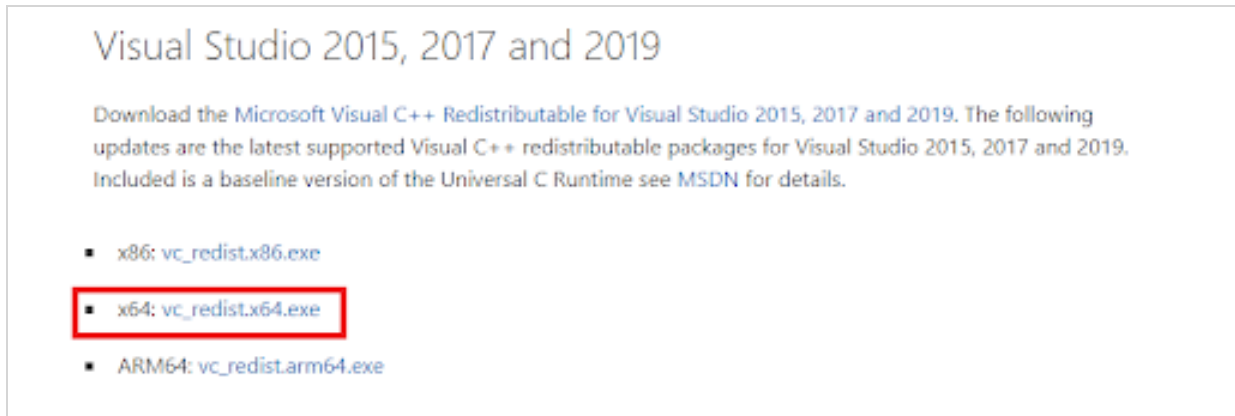 Visual Studio 2015, 2017 and 2019
Download the Microsoft Visual C++ Redistributable for Visual Studio 2015, 2017 and 2019. The following
updates are the latest supported Visual C++ redistributable packages for Visual Studio 2015, 2017 and 2019.
Included is a baseline version of the Universal C Runtime see MSDN for details.
▪ x86: vc_redist.x86.exe
▪ x64: vc_redist.x64.exe
▪ ARM64: vc_redist.arm64.exe